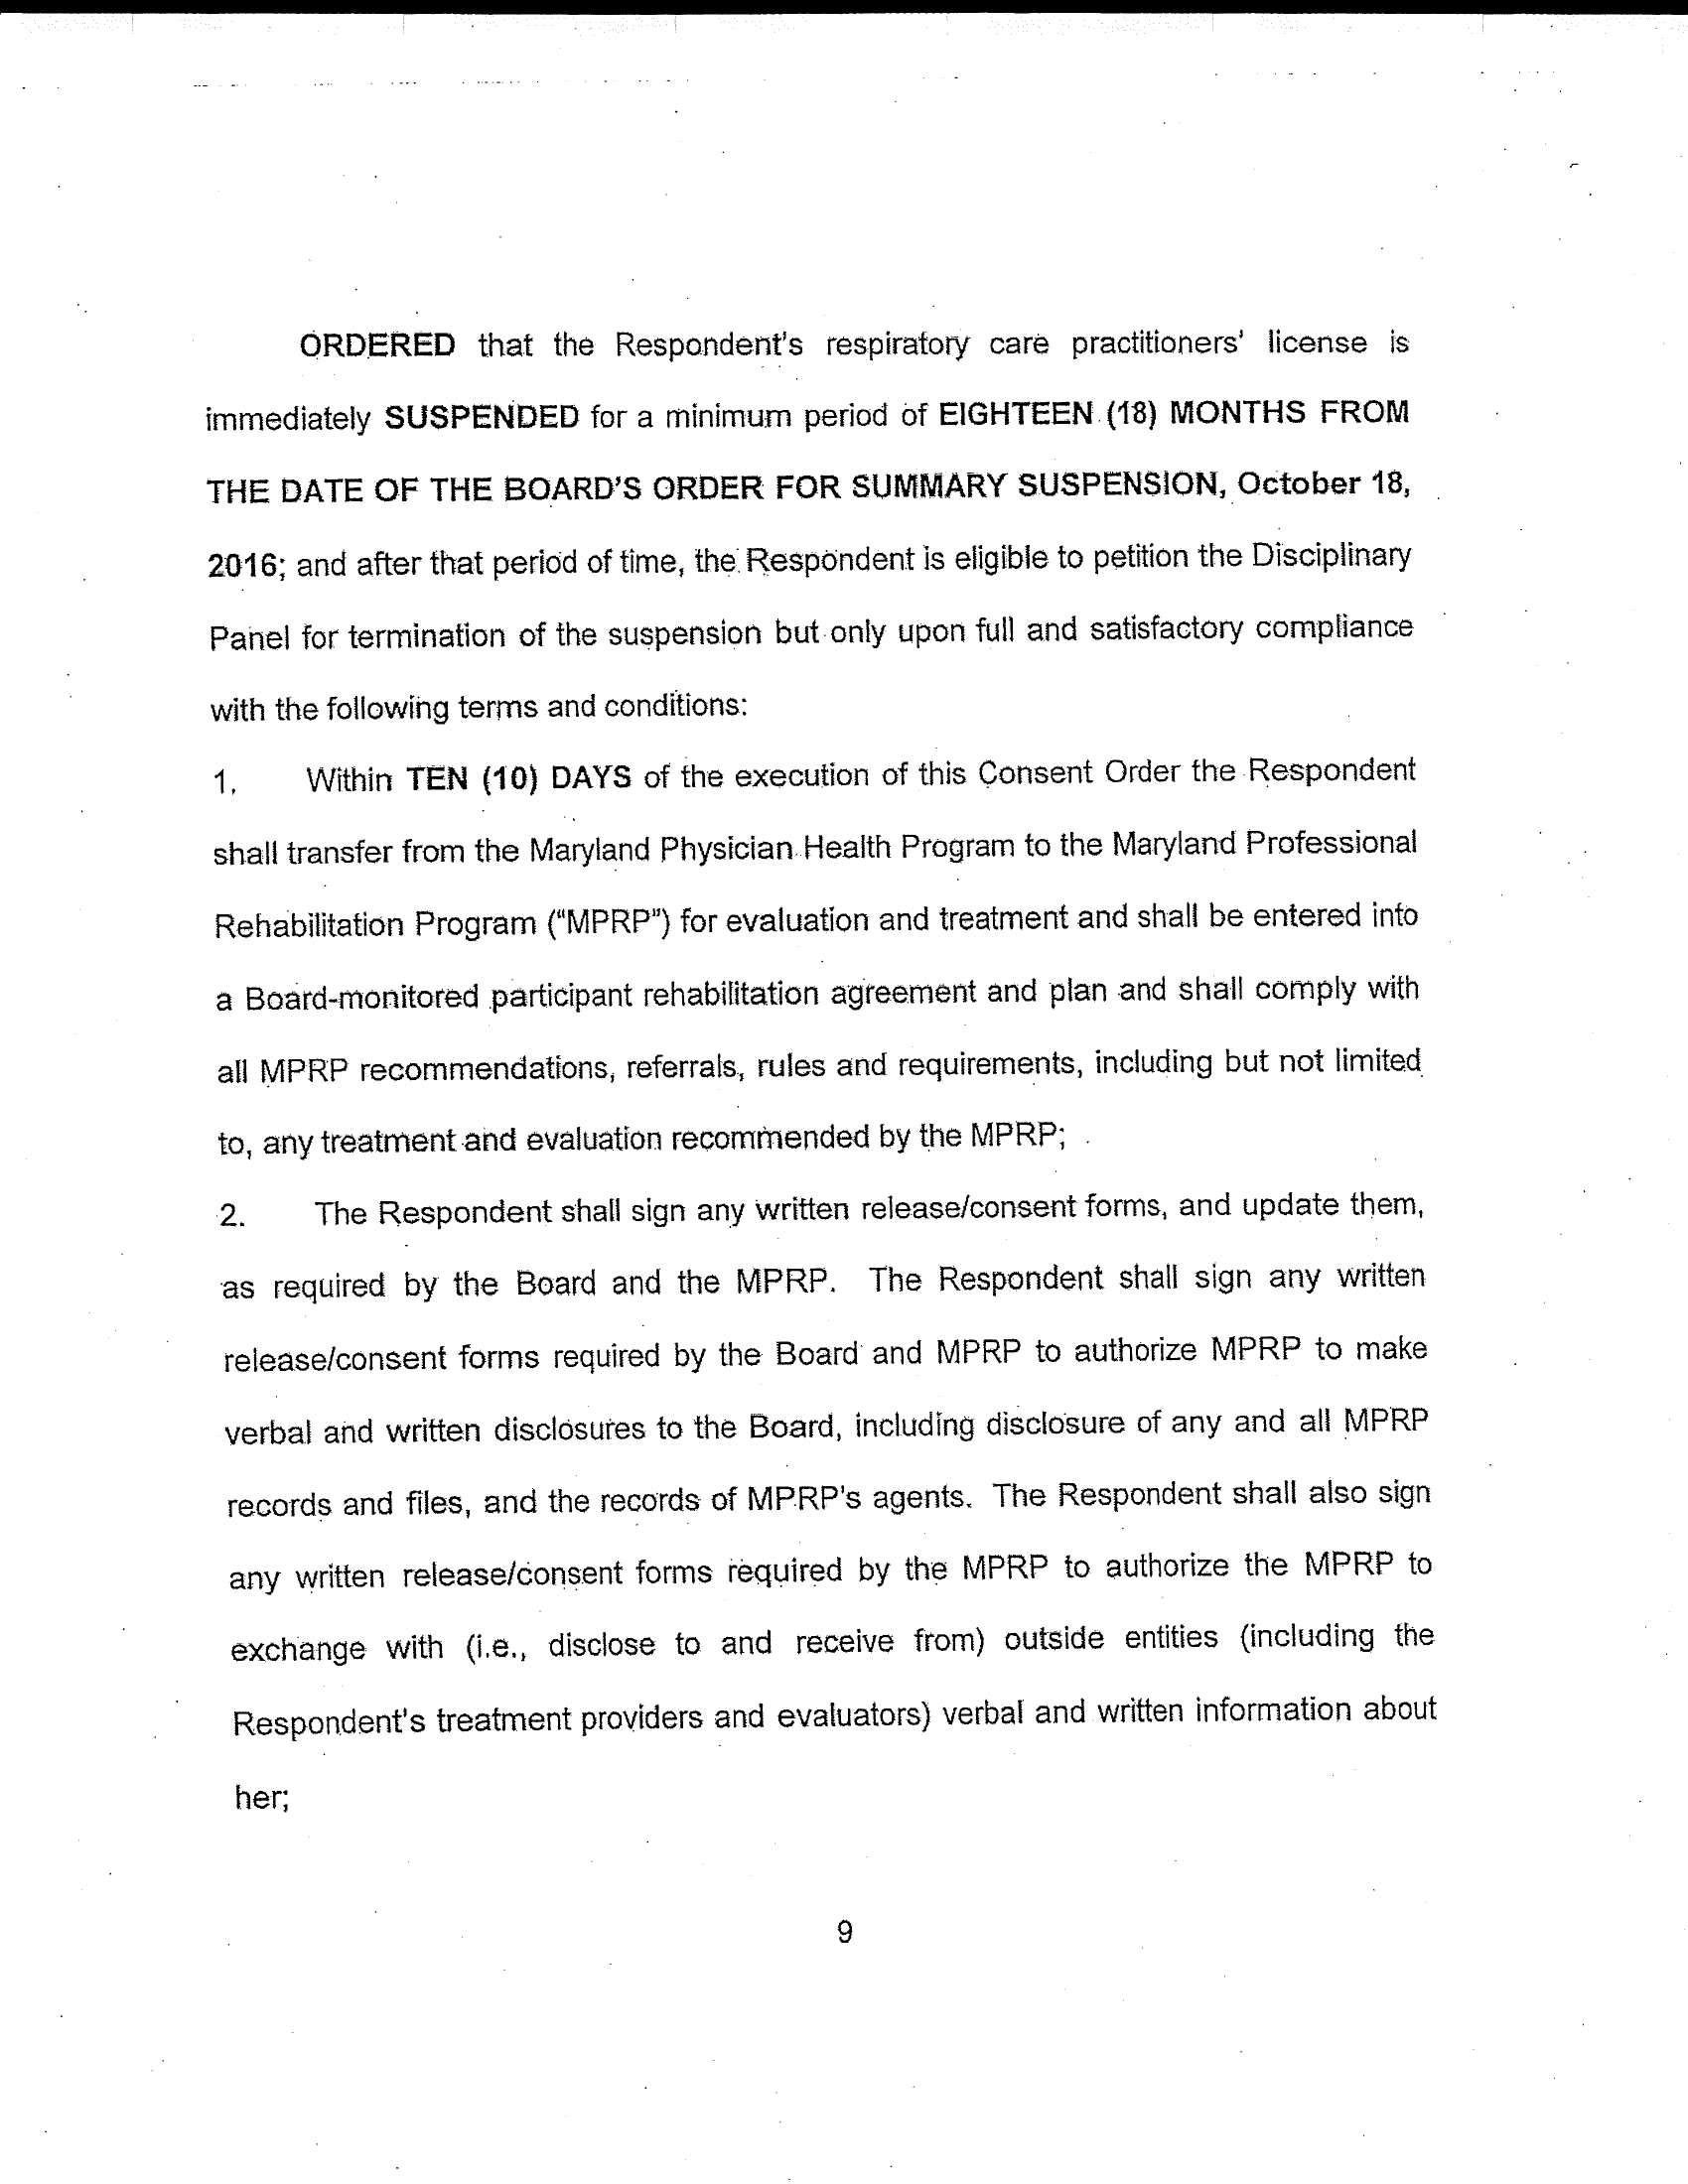 ORDERED that the Respondent's respiratory care practitioners' license is
immediately SUSPENDED for a minimum period of EIGHTEEN (18) MONTHS FROM
THE DATE OF THE BOARD'S ORDER FOR SUMMARY SUSPENSION, October 18,
2016; and after that period of time, the Respondent is eligible to petition the Disciplinary
Panel for termination of the suspension but only upon full and satisfactory compliance
with the following terms and conditions:
1. Within TEN (10) DAYS of the execution of this Consent Order the Respondent
shall transfer from the Maryland Physician Health Program to the Maryland Professional
Rehabilitation Program ("MPRP") for evaluation and treatment and shall be entered into
a Board-monitored participant rehabilitation agreement and plan and shall comply with
all MPRP recommendations, referrals, rules and requirements, including but not limited
to, any treatment and evaluation recommended by the MPRP;
2. The Respondent shall sign any written release/consent forms, and update them,
as required by the Board and the MPRP. The Respondent shall sign any written
release/consent forms required by the Board and MPRP to authorize MPRP to make
verbal and written disclosures to the Board, including disclosure of any and all MPRP
records and files, and the records of MPRP's agents. The Respondent shall also sign
any written release/consent forms required by the MPRP to authorize the MPRP to
exchange with (i.e., disclose to and receive from) outside entities (including the
Respondent's treatment providers and evaluators) verbal and written information about
her;
9